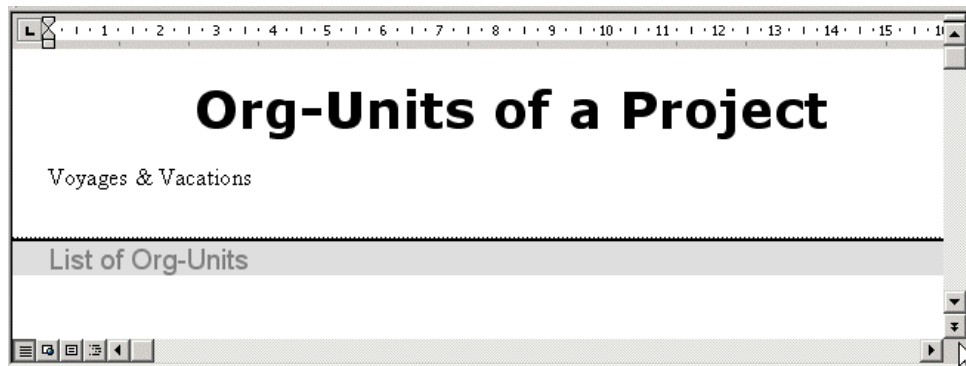 1 2 3 4 5 6 7 8 9 10 11 12 13 14 15
Org-Units of a Project
Voyages & Vacations
List of Org-Units